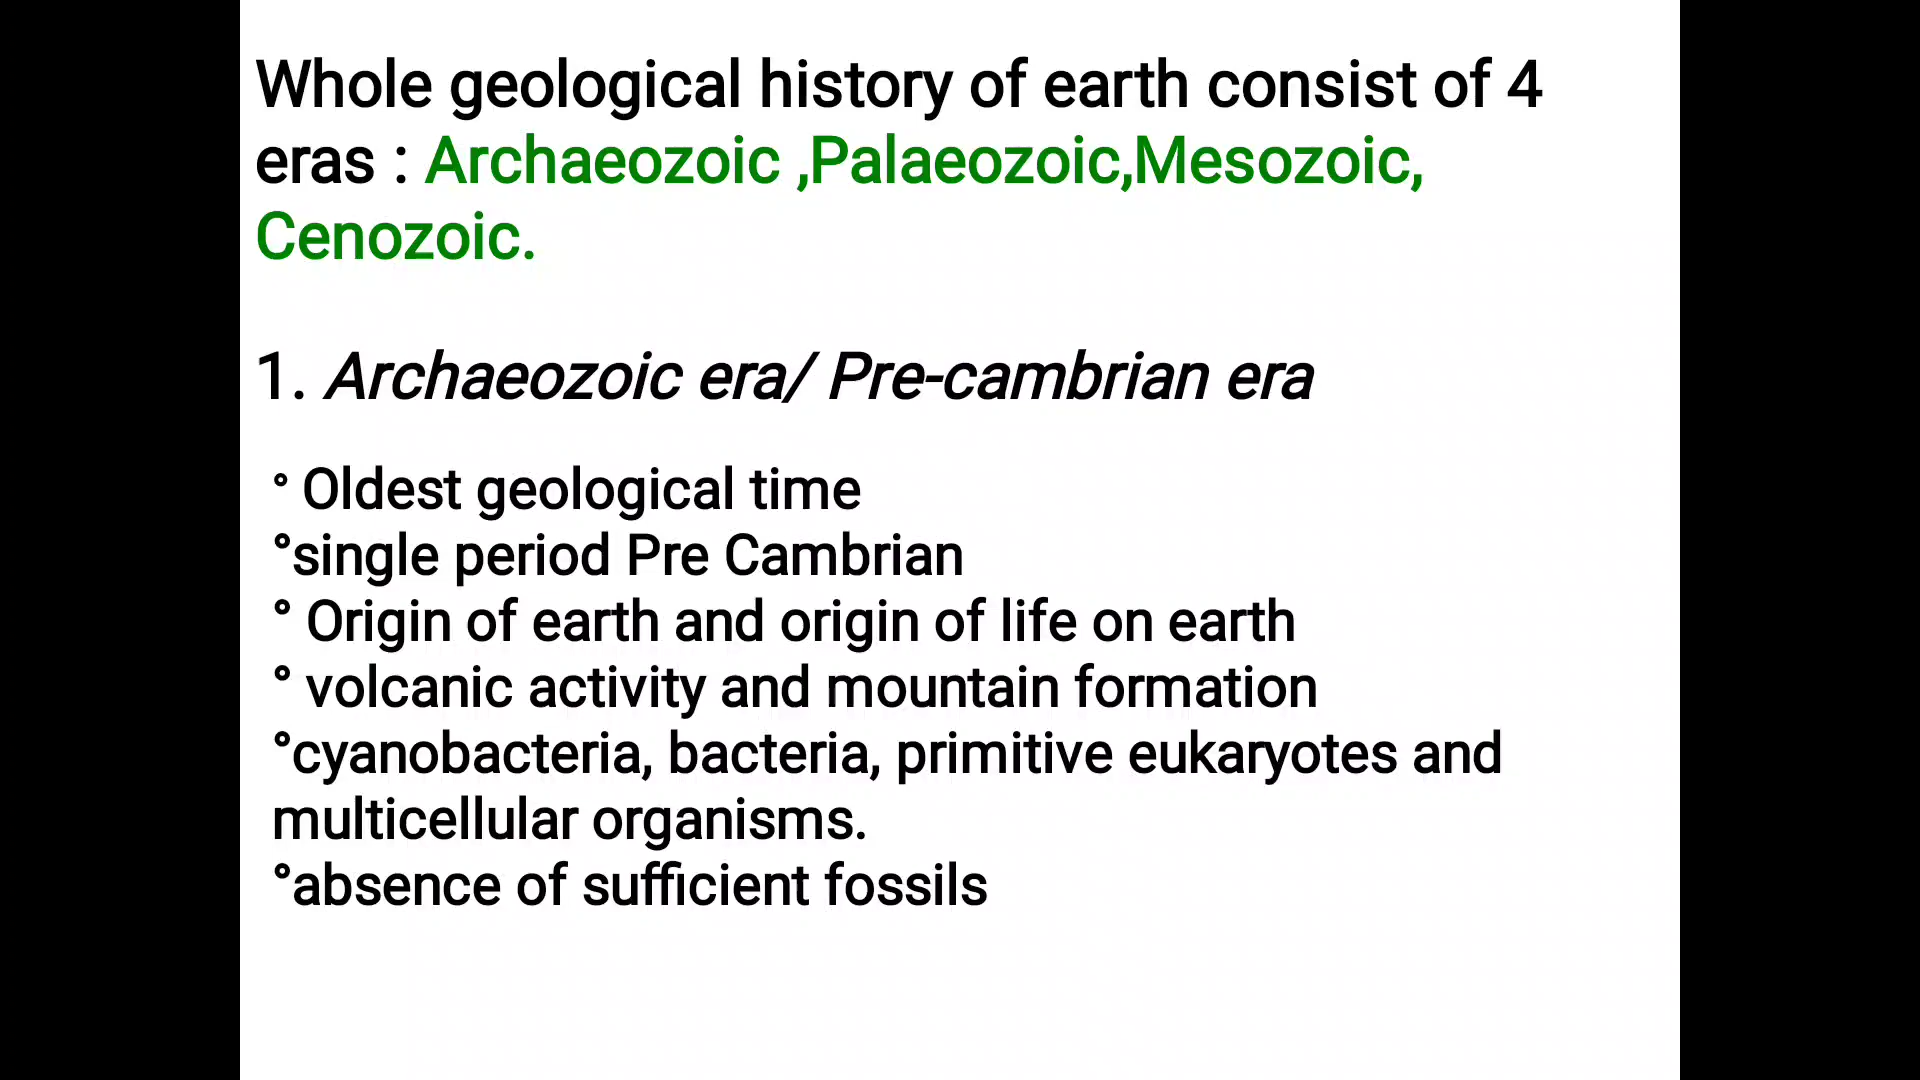 Whole geological history of earth consist of 4
eras : Archaeozoic ,Palaeozoic,Mesozoic,
Cenozoic.
1. Archaeozoic era/ Pre-cambrian era
° Oldest geological time
°single period Pre Cambrian
° Origin of earth and origin of life on earth
° volcanic activity and mountain formation
°cyanobacteria, bacteria, primitive eukaryotes and
multicellular organisms.
°absence of sufficient fossils